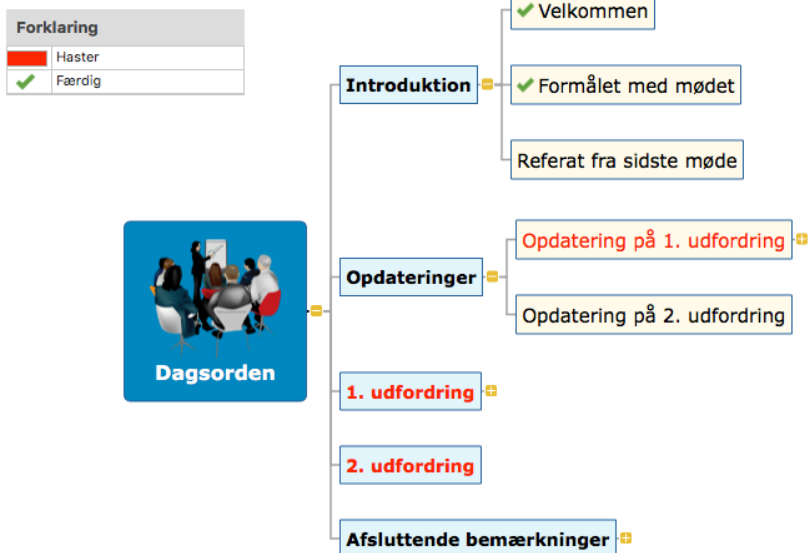 Forklaring
Haster
Færdig
Dagsorden
Introduktion
Velkommen
Formålet med mødet
Referat fra sidste møde
Opdateringer
Opdatering på 1. udfordring
Opdatering på 2. udfordring
1. udfordring
2. udfordring
Afsluttende bemærkninger